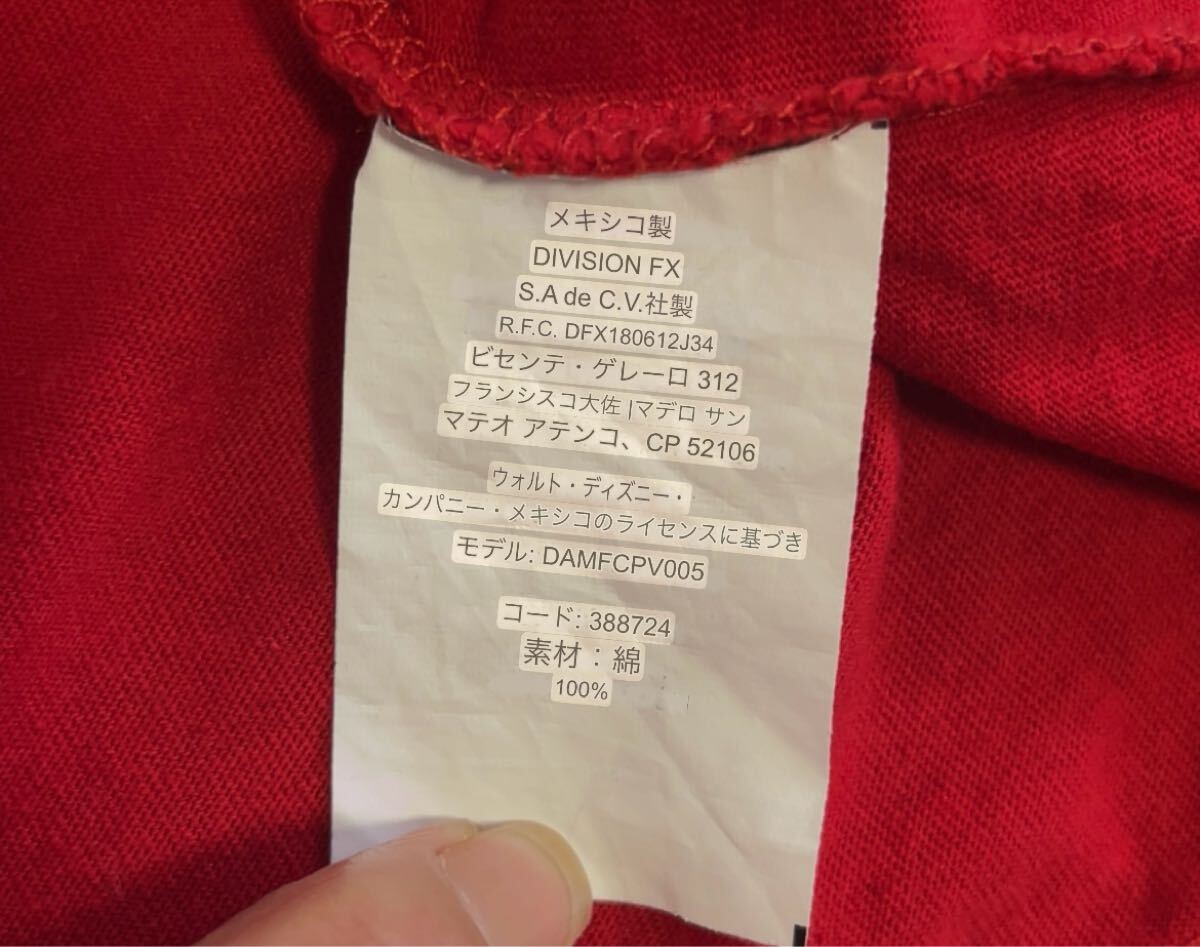 メキシコ製
DIVISION FX
S.A de C.V.社製
R.F.C. DFX180612J34
ビセンテ・ゲレーロ 312
フランシスコ大佐 |マデロ サン
マテオ アテンコ、CP 52106
ウォルト・ディズニー・
カンパニー・メキシコのライセンスに基づき
モデル: DAMFCPV005
コード: 388724
素材：綿
100%